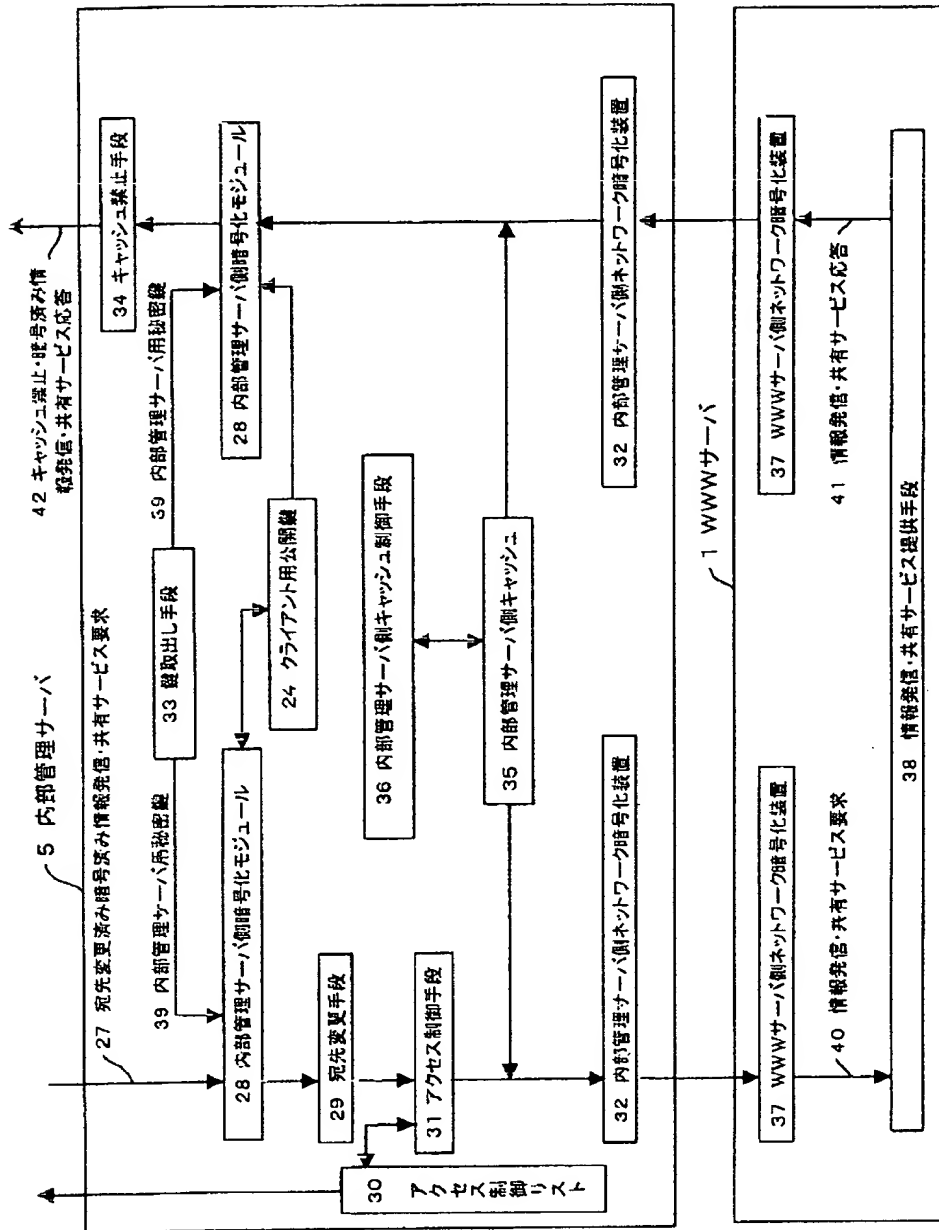 5 内部管理サーバ
27 宛先変更済み暗号済み情報発信・共有サービス要求
42 キャッシュ禁止・暗号済み情
報発信・共有サービス応答
34 キャッシュ禁止手段
39 内部管理サーバ用秘密鍵
33 鍵取出し手段
39 内部管理サーバ用秘密鍵
28 内部管理サーバ側暗号化モジュール
28 内部管理サーバ側暗号化モジュール
24 クライアント用公開鍵
29 宛先変更手段
30
アクセス制御リスト
31 アクセス制御手段
36 内部管理サーバ側キャッシュ制御手段
35 内部管理サーバ側キャッシュ
32 内部管理サーバ側ネットワーク暗号化装置
32 内部管理サーバ側ネットワーク暗号化装置
1 WWWサーバ
37 WWWサーバ側ネットワーク暗号化装置
37 WWWサーバ側ネットワーク暗号化装置
40 情報発信・共有サービス要求
41 情報発信・共有サービス応答
38 情報発信・共有サービス提供手段